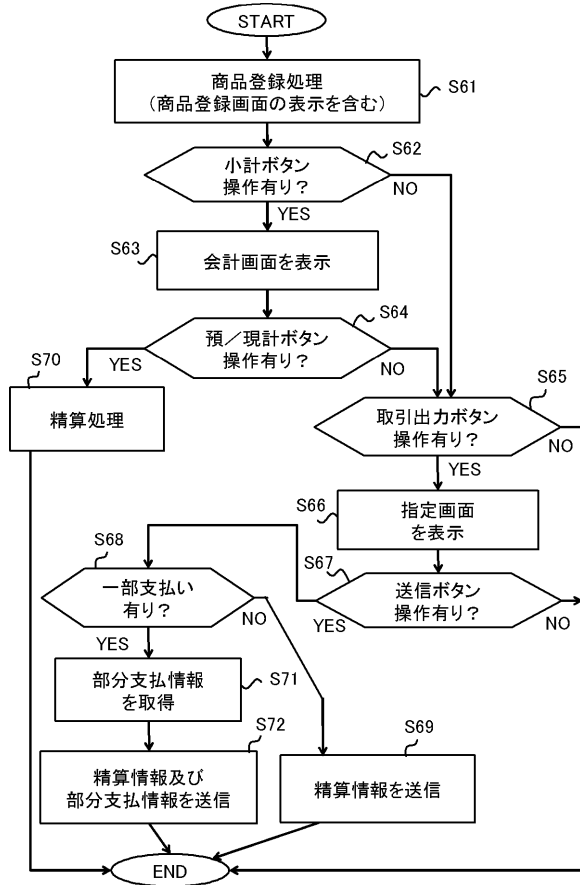 START
商品登録処理
(商品登録画面の表示を含む)
S61
小計ボタン
操作有り?
S62
NO
YES
会計画面を表示
S63
預／現計ボタン
操作有り?
S64
YES
NO
S70
精算処理
取引出力ボタン
操作有り?
S65
NO
YES
S66
指定画面
を表示
S67
送信ボタン
操作有り?
YES
NO
S68
一部支払い
有り?
NO
YES
部分支払情報
を取得
S71
S72
精算情報及び
部分支払情報を送信
S69
精算情報を送信
END